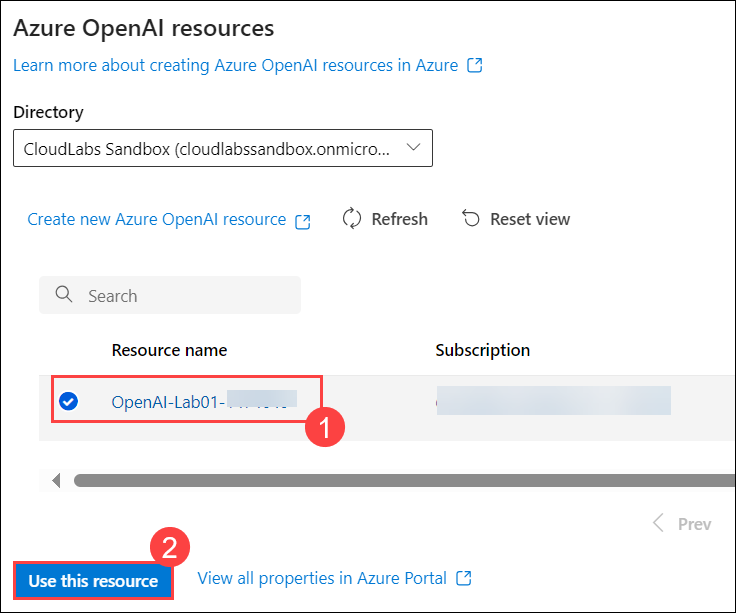 Azure OpenAI resources
Learn more about creating Azure OpenAI resources in Azure
Directory
CloudLabs Sandbox (cloudlabssandbox.onmicro...
Create new Azure OpenAI resource Refresh Reset view
Search
Resource name Subscription
OpenAI-Lab01-
1
Prev
2
Use this resource View all properties in Azure Portal